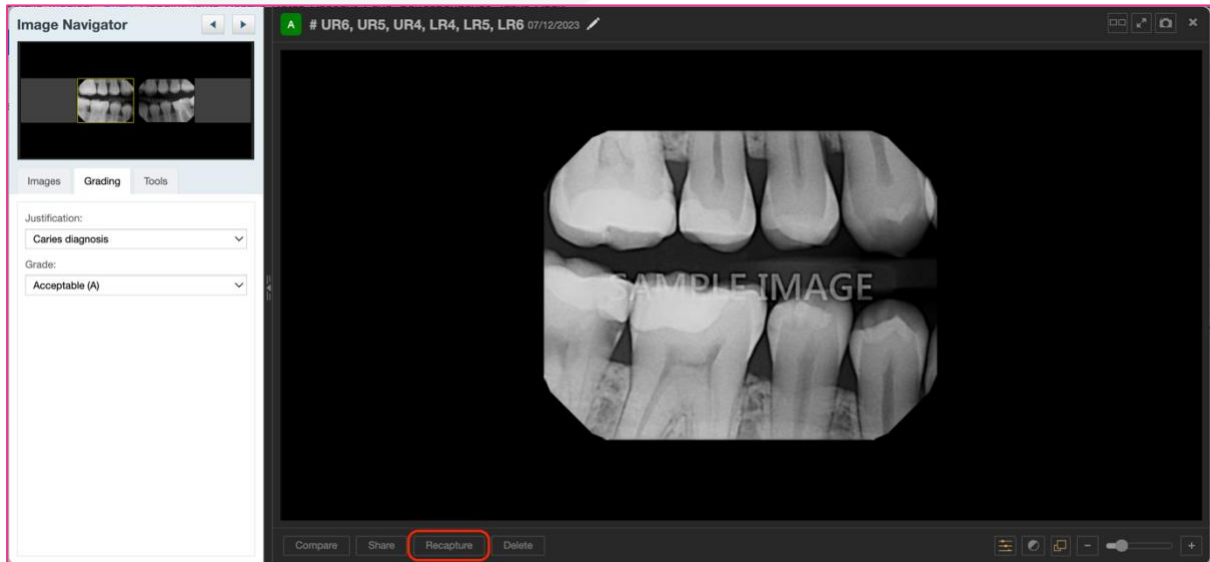 Image Navigator
A # UR6, UR5, UR4, LR4, LR5, LR6 07/12/2023
Images Grading Tools
Justification:
Caries diagnosis
Grade:
Acceptable (A)
SAMPLE IMAGE
Compare Share Recapture Delete